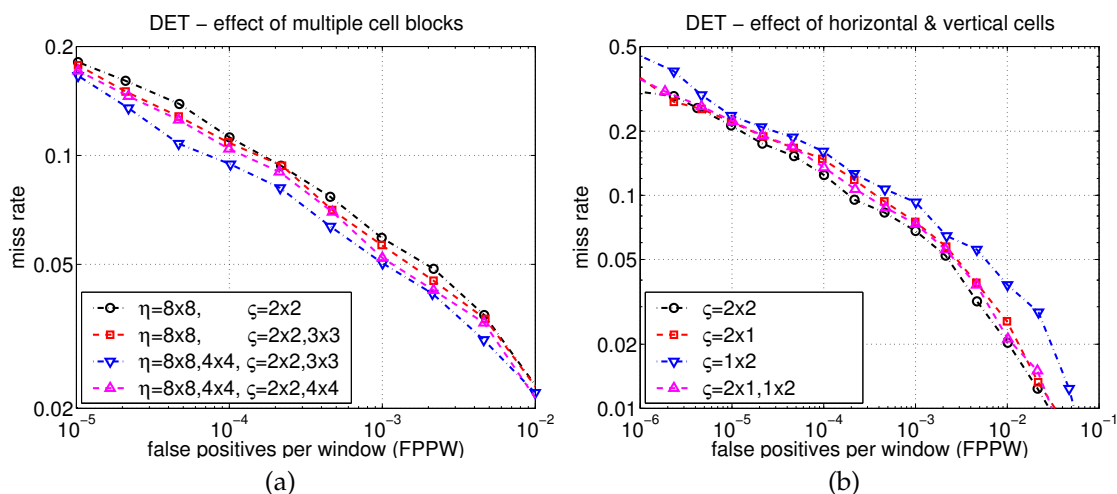 DET – effect of multiple cell blocks
0.2
0.1
0.05
0.02
miss rate
η=8x8, ς=2x2
η=8x8, ς=2x2,3x3
η=8x8,4x4, ς=2x2,3x3
η=8x8,4x4, ς=2x2,4x4
10⁻⁵ 10⁻⁴ 10⁻³ 10⁻²
false positives per window (FPPW)
(a)
DET – effect of horizontal & vertical cells
0.5
0.2
0.1
0.05
0.02
0.01
miss rate
ς=2x2
ς=2x1
ς=1x2
ς=2x1,1x2
10⁻⁶ 10⁻⁵ 10⁻⁴ 10⁻³ 10⁻² 10⁻¹
false positives per window (FPPW)
(b)